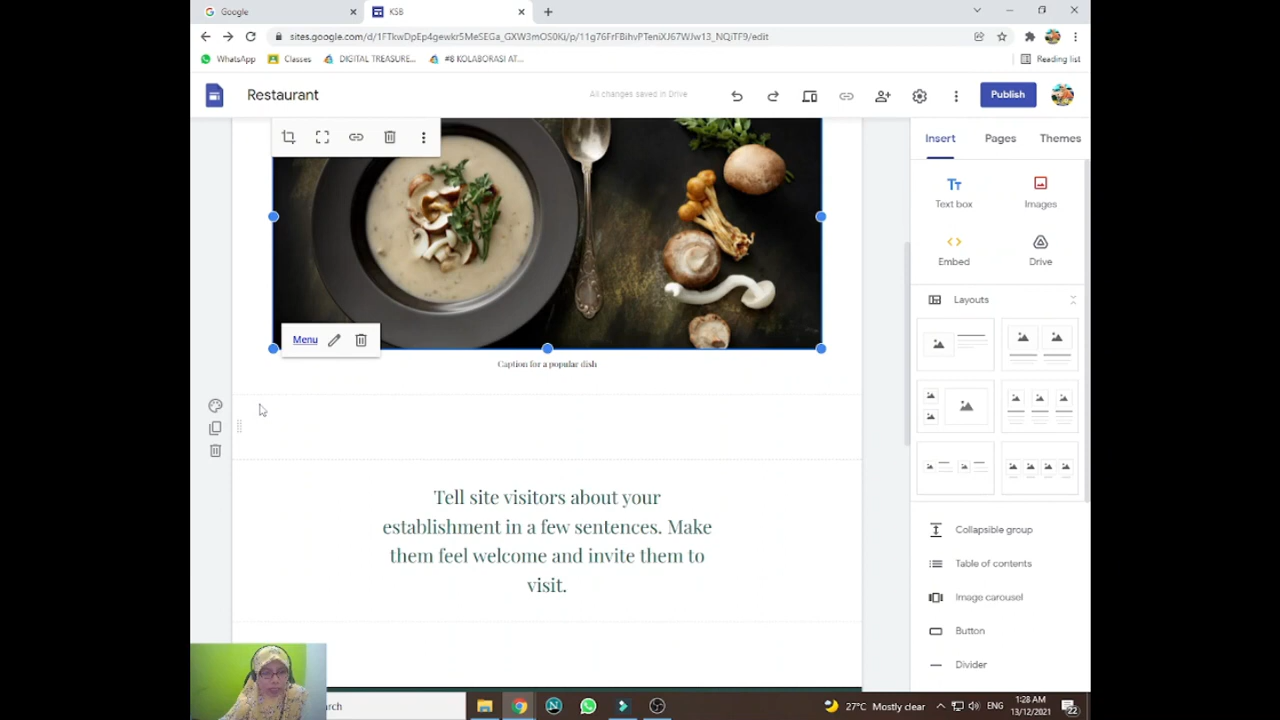 Google
KSB
sites.google.com/d/1FTkwDpEp4gewkr5MeSEGa_GXW3mOS0Kj/p/11g76FrFBihvPTeniXJ67WJw13_NQiTF9/edit
WhatsApp
Classes
DIGITAL TREASURE...
#8 KOLABORASI AT...
Reading list
Restaurant
All changes saved in Drive
Publish
Insert
Pages
Themes
Tт
Text box
Images
Embed
Drive
Layouts
Menu
Caption for a popular dish
Tell site visitors about your
establishment in a few sentences. Make
them feel welcome and invite them to
visit.
Collapsible group
Table of contents
Image carousel
Button
Divider
rch
27°C Mostly clear
ENG
1:28 AM
13/12/2021
22